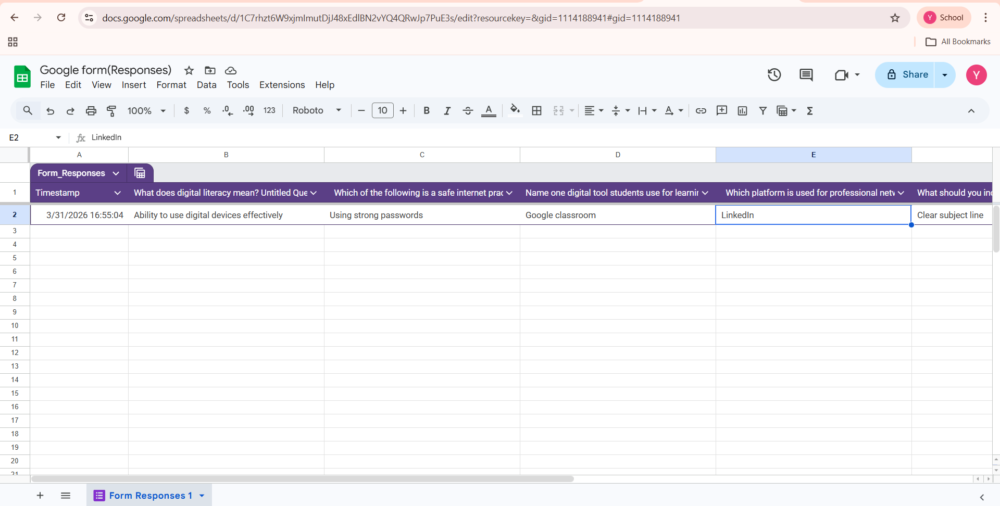 docs.google.com/spreadsheets/d/1C7rhzt6W9xjmImutDjJ48xEdlBN2vYQ4QRwJp7PuE3s/edit?resourcekey=&gid=1114188941#gid=1114188941
Y School
All Bookmarks
Google form(Responses)
File Edit View Insert Format Data Tools Extensions Help
Share
Y
100% $ % .0 .00 123 Roboto 10 B I S A
E2 fx LinkedIn
A B C D E
Form_Responses
1 Timestamp What does digital literacy mean? Untitled Que Which of the following is a safe internet prac Name one digital tool students use for learnin Which platform is used for professional netw What should you inc
2 3/31/2026 16:55:04 Ability to use digital devices effectively Using strong passwords Google classroom LinkedIn Clear subject line
3
4
5
6
7
8
9
10
11
12
13
14
15
16
17
18
19
20
21
Form Responses 1